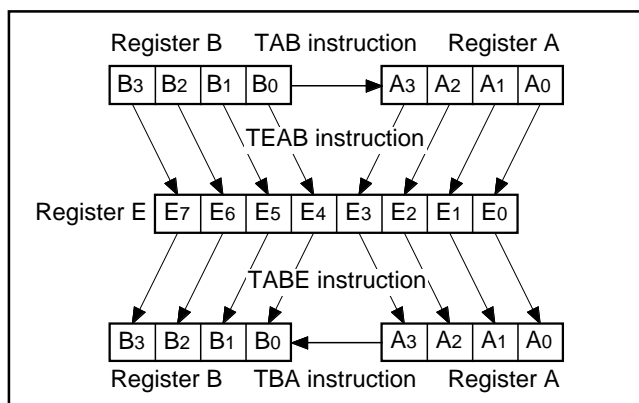 Register B TAB instruction Register A
B3 B2 B1 B0 A3 A2 A1 A0
TEAB instruction
Register E E7 E6 E5 E4 E3 E2 E1 E0
TABE instruction
B3 B2 B1 B0 A3 A2 A1 A0
Register B TBA instruction Register A